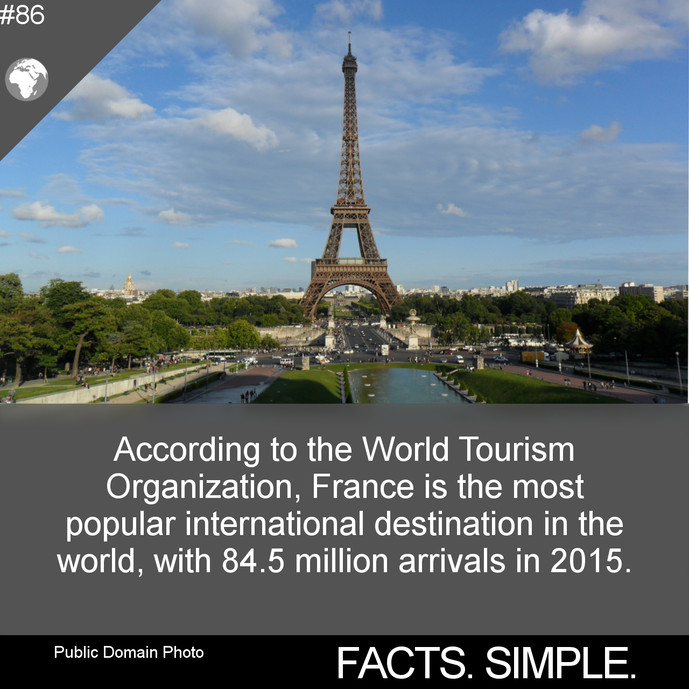 #86
According to the World Tourism
Organization, France is the most
popular international destination in the
world, with 84.5 million arrivals in 2015.
Public Domain Photo
FACTS. SIMPLE.